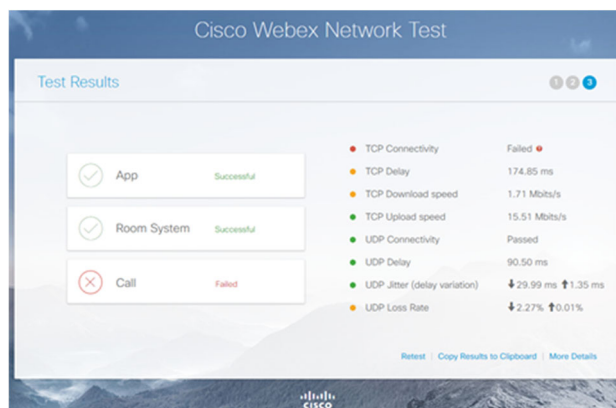 Cisco Webex Network Test
Test Results
1 2 3
App Successful
Room System Successful
Call Failed
TCP Connectivity Failed
TCP Delay 174.85 ms
TCP Download speed 1.71 Mbits/s
TCP Upload speed 15.51 Mbits/s
UDP Connectivity Passed
UDP Delay 90.50 ms
UDP Jitter (delay variation) ↓29.99 ms ↑1.35 ms
UDP Loss Rate ↓2.27% ↑0.01%
Retest | Copy Results to Clipboard | More Details
CISCO